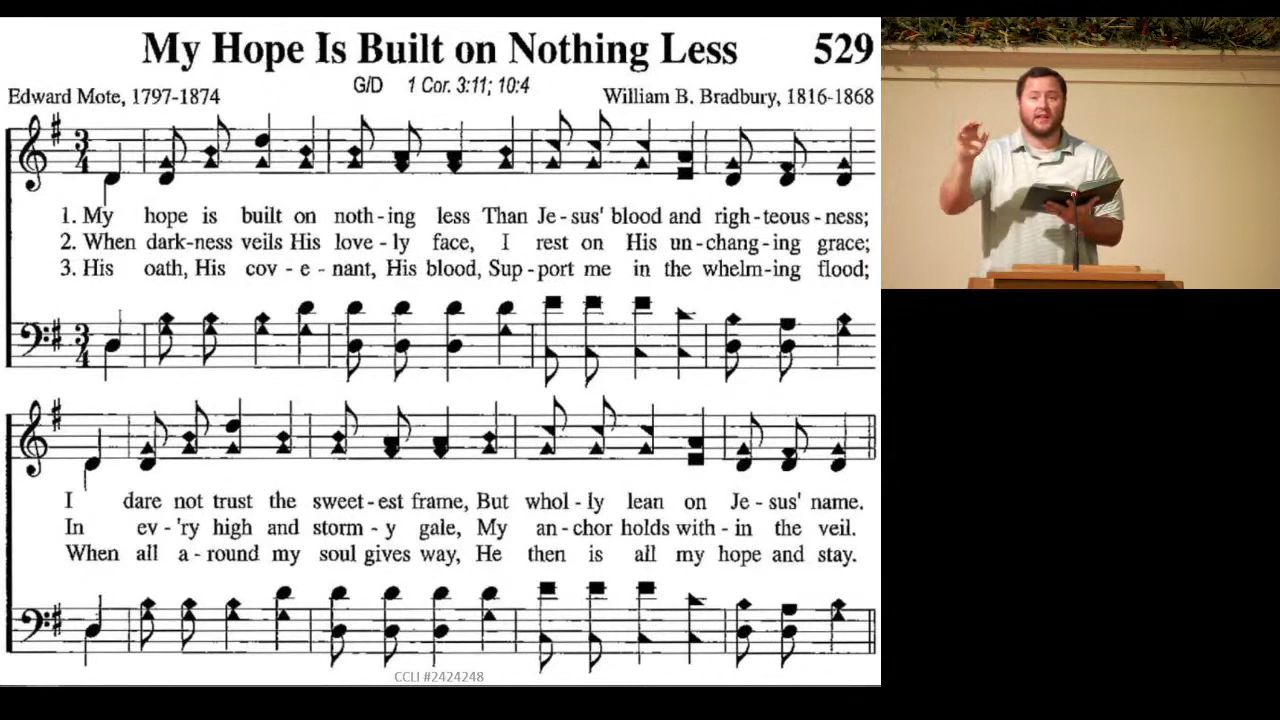 My Hope Is Built on Nothing Less 529
G/D 1 Cor. 3:11; 10:4
Edward Mote, 1797-1874 William B. Bradbury, 1816-1868
3
4
1. My hope is built on noth-ing less Than Je-sus' blood and righ-teous-ness;
2. When dark-ness veils His love-ly face, I rest on His un-chang-ing grace;
3. His oath, His cov-e-nant, His blood, Sup-port me in the whelm-ing flood;
3
4
I dare not trust the sweet-est frame, But whol-ly lean on Je-sus' name.
In ev-'ry high and storm-y gale, My an-chor holds with-in the veil.
When all a-round my soul gives way, He then is all my hope and stay.
CCLI #2424248